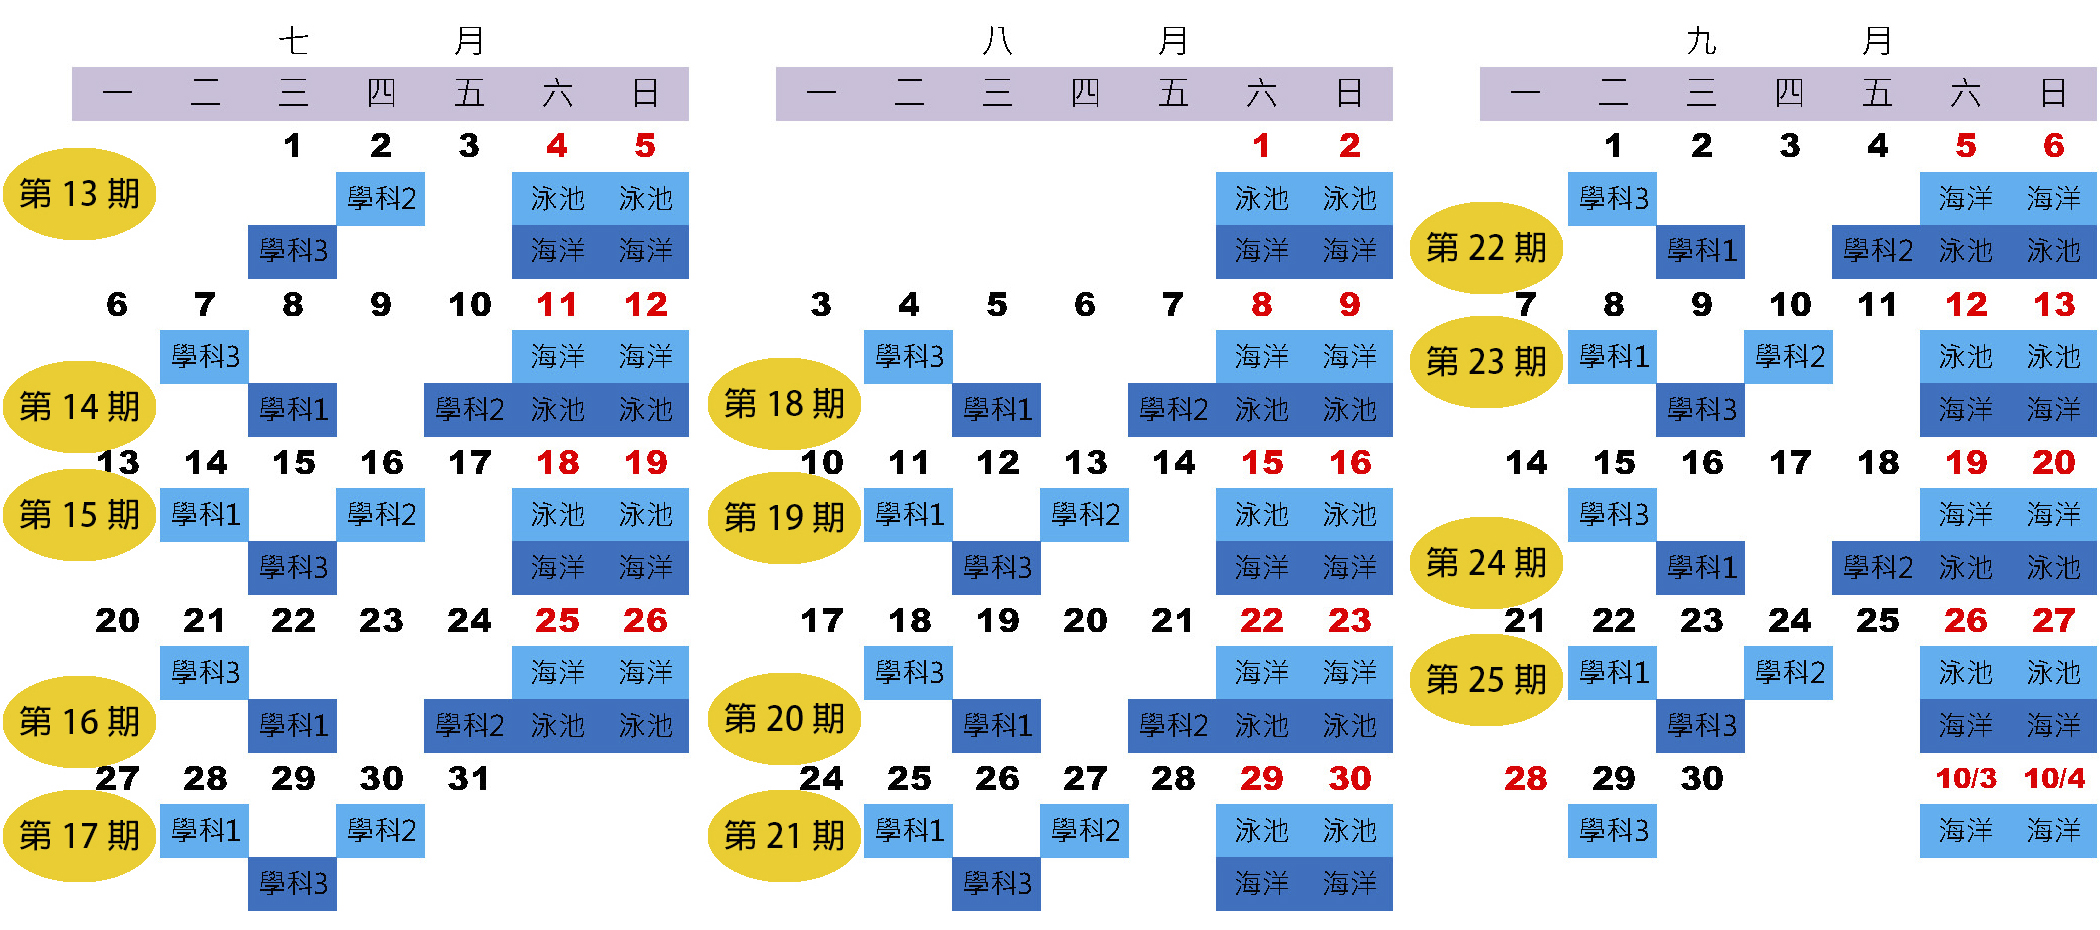 七 月
一 二 三 四 五 六 日
1 2 3 4 5
第 13 期
學科2 泳池 泳池
學科3 海洋 海洋
6 7 8 9 10 11 12
學科3 海洋 海洋
第 14 期
學科1 學科2 泳池 泳池
13 14 15 16 17 18 19
第 15 期
學科1 學科2 泳池 泳池
學科3 海洋 海洋
20 21 22 23 24 25 26
學科3 海洋 海洋
第 16 期
學科1 學科2 泳池 泳池
27 28 29 30 31
第 17 期
學科1 學科2
學科3
八 月
一 二 三 四 五 六 日
1 2
泳池 泳池
海洋 海洋
3 4 5 6 7 8 9
學科3 海洋 海洋
第 18 期
學科1 學科2 泳池 泳池
10 11 12 13 14 15 16
第 19 期
學科1 學科2 泳池 泳池
學科3 海洋 海洋
17 18 19 20 21 22 23
學科3 海洋 海洋
第 20 期
學科1 學科2 泳池 泳池
24 25 26 27 28 29 30
第 21 期
學科1 學科2 泳池 泳池
學科3 海洋 海洋
九 月
一 二 三 四 五 六 日
1 2 3 4 5 6
學科3 海洋 海洋
第 22 期
學科1 學科2 泳池 泳池
7 8 9 10 11 12 13
第 23 期
學科1 學科2 泳池 泳池
學科3 海洋 海洋
14 15 16 17 18 19 20
學科3 海洋 海洋
第 24 期
學科1 學科2 泳池 泳池
21 22 23 24 25 26 27
第 25 期
學科1 學科2 泳池 泳池
學科3 海洋 海洋
28 29 30 10/3 10/4
學科3 海洋 海洋